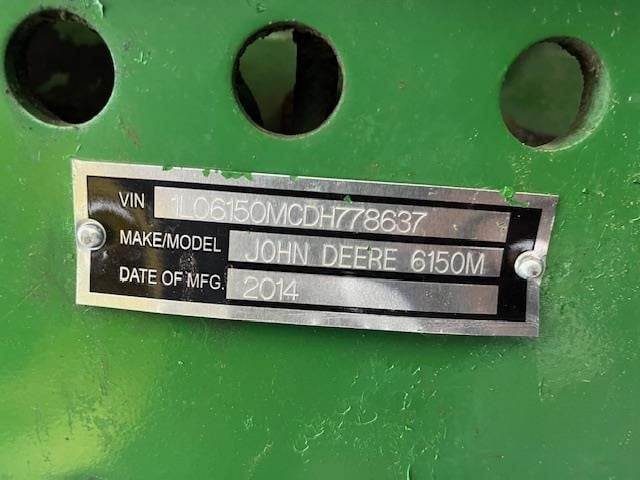 VIN 1L06150MCDH778637
MAKE/MODEL JOHN DEERE 6150M
DATE OF MFG. 2014